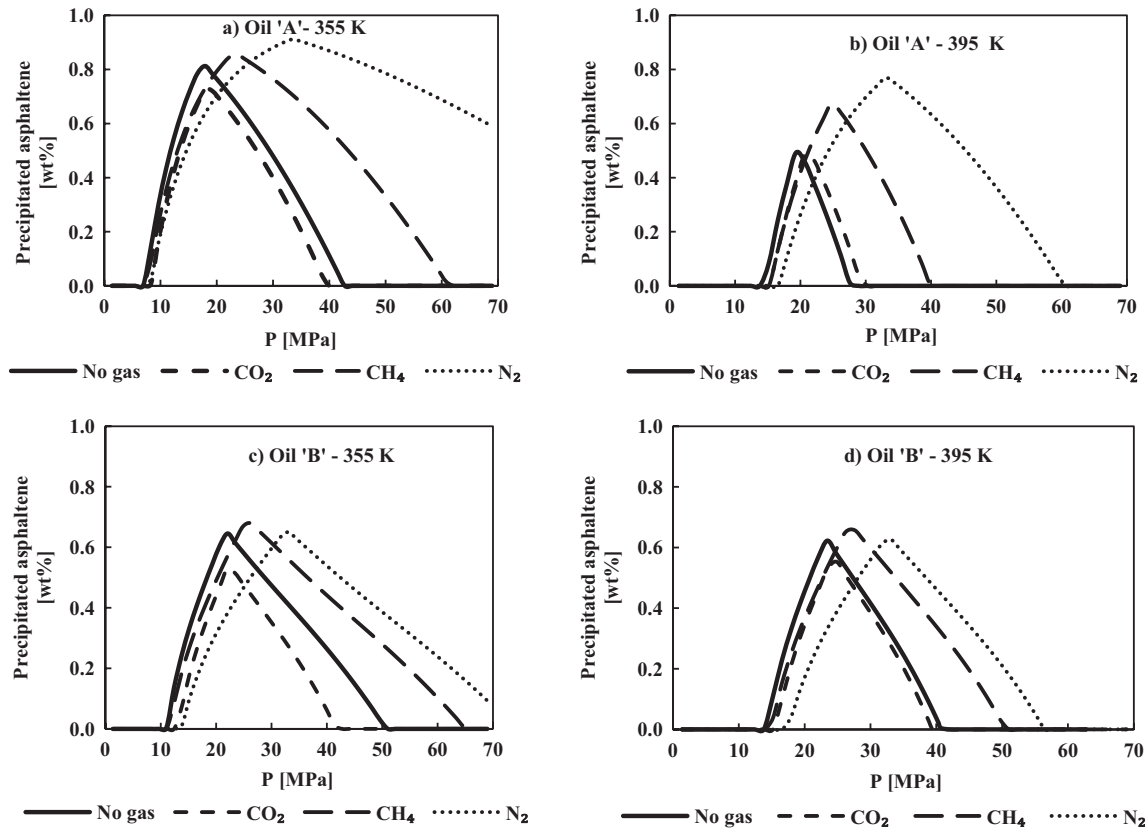 a) Oil 'A'- 355 K
Precipitated asphaltene
[wt%]
1.0
0.8
0.6
0.4
0.2
0.0
0 10 20 30 40 50 60 70
P [MPa]
No gas CO₂ CH₄ N₂
b) Oil 'A' - 395 K
Precipitated asphaltene
[wt%]
1.0
0.8
0.6
0.4
0.2
0.0
0 10 20 30 40 50 60 70
P [MPa]
No gas CO₂ CH₄ N₂
c) Oil 'B' - 355 K
Precipitated asphaltene
[wt%]
1.0
0.8
0.6
0.4
0.2
0.0
0 10 20 30 40 50 60 70
P [MPa]
No gas CO₂ CH₄ N₂
d) Oil 'B' - 395 K
Precipitated asphaltene
[wt%]
1.0
0.8
0.6
0.4
0.2
0.0
0 10 20 30 40 50 60 70
P [MPa]
No gas CO₂ CH₄ N₂